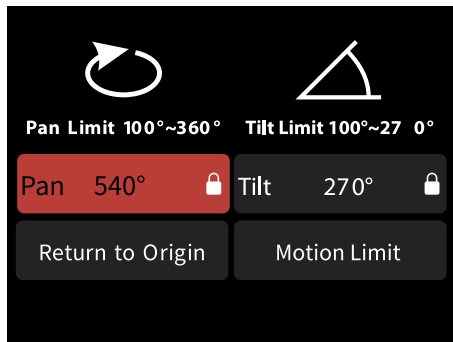 Pan Limit 100°~360° Tilt Limit 100°~27 0°
Pan 540° Tilt 270°
Return to Origin Motion Limit